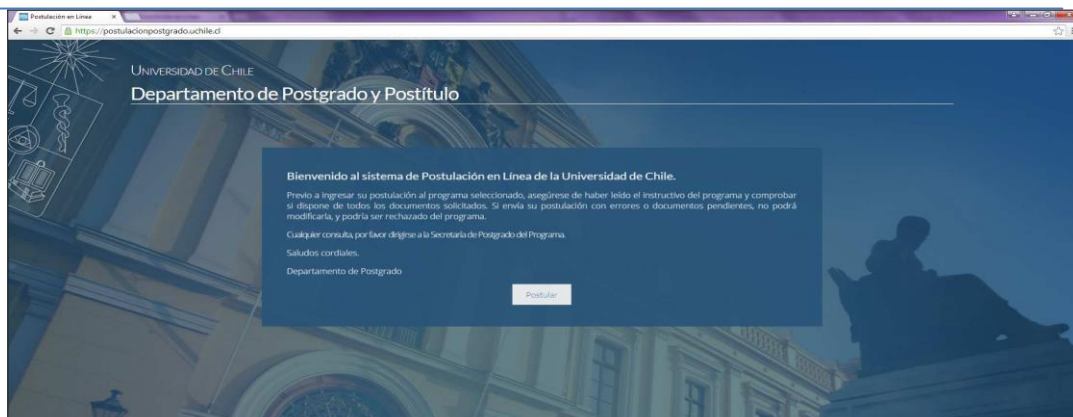 Postulación en Línea
https://postulacionpostgrado.uchile.cl
UNIVERSIDAD DE CHILE
Departamento de Postgrado y Postítulo
Bienvenido al sistema de Postulación en Línea de la Universidad de Chile.
Previo a ingresar su postulación al programa seleccionado, asegúrese de haber leído el instructivo del programa y comprobar
si dispone de todos los documentos solicitados. Si envía su postulación con errores o documentos pendientes, no podrá
modificarla, y podría ser rechazado del programa.
Cualquier consulta, por favor dirigirse a la Secretaría de Postgrado del Programa.
Saludos cordiales.
Departamento de Postgrado
Postular